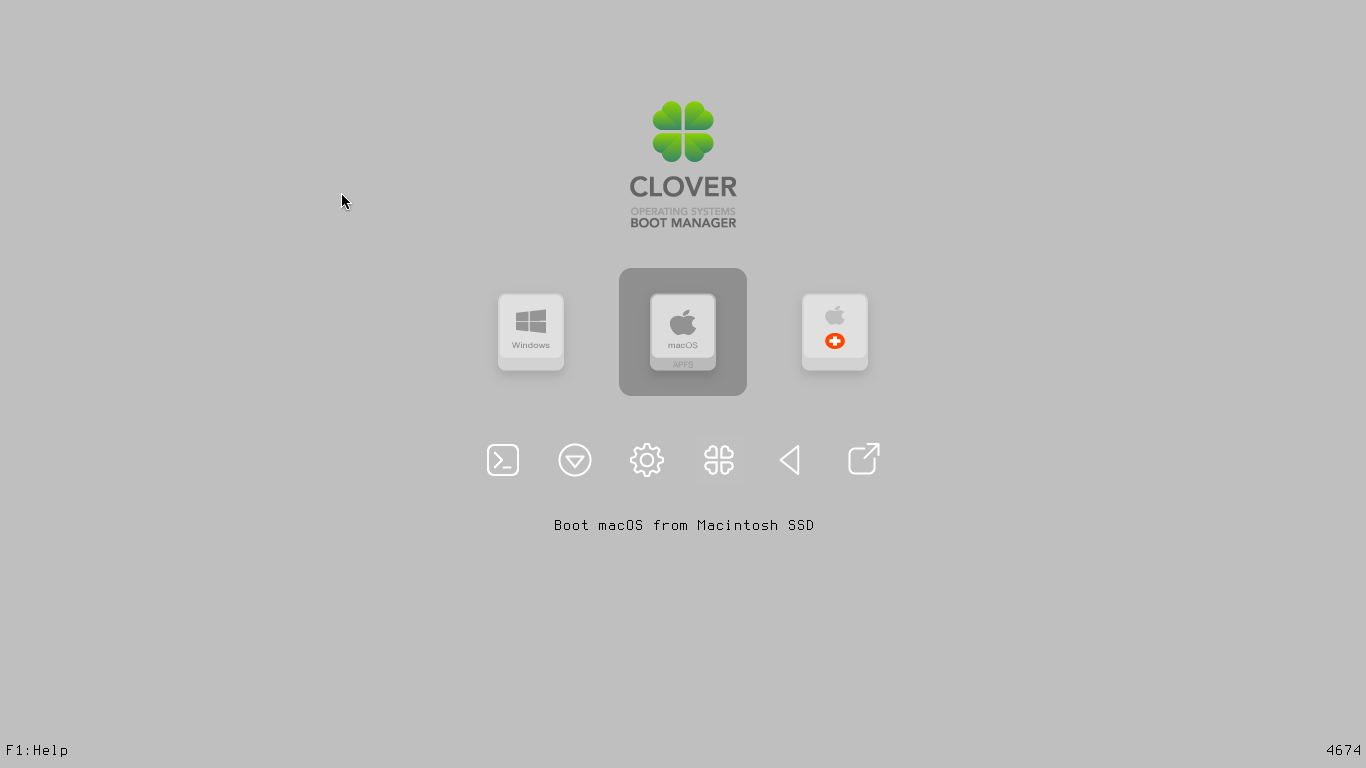 CLOVER
OPERATING SYSTEMS
BOOT MANAGER
Windows
macOS
APFS
Boot macOS from Macintosh SSD
F1:Help
4674